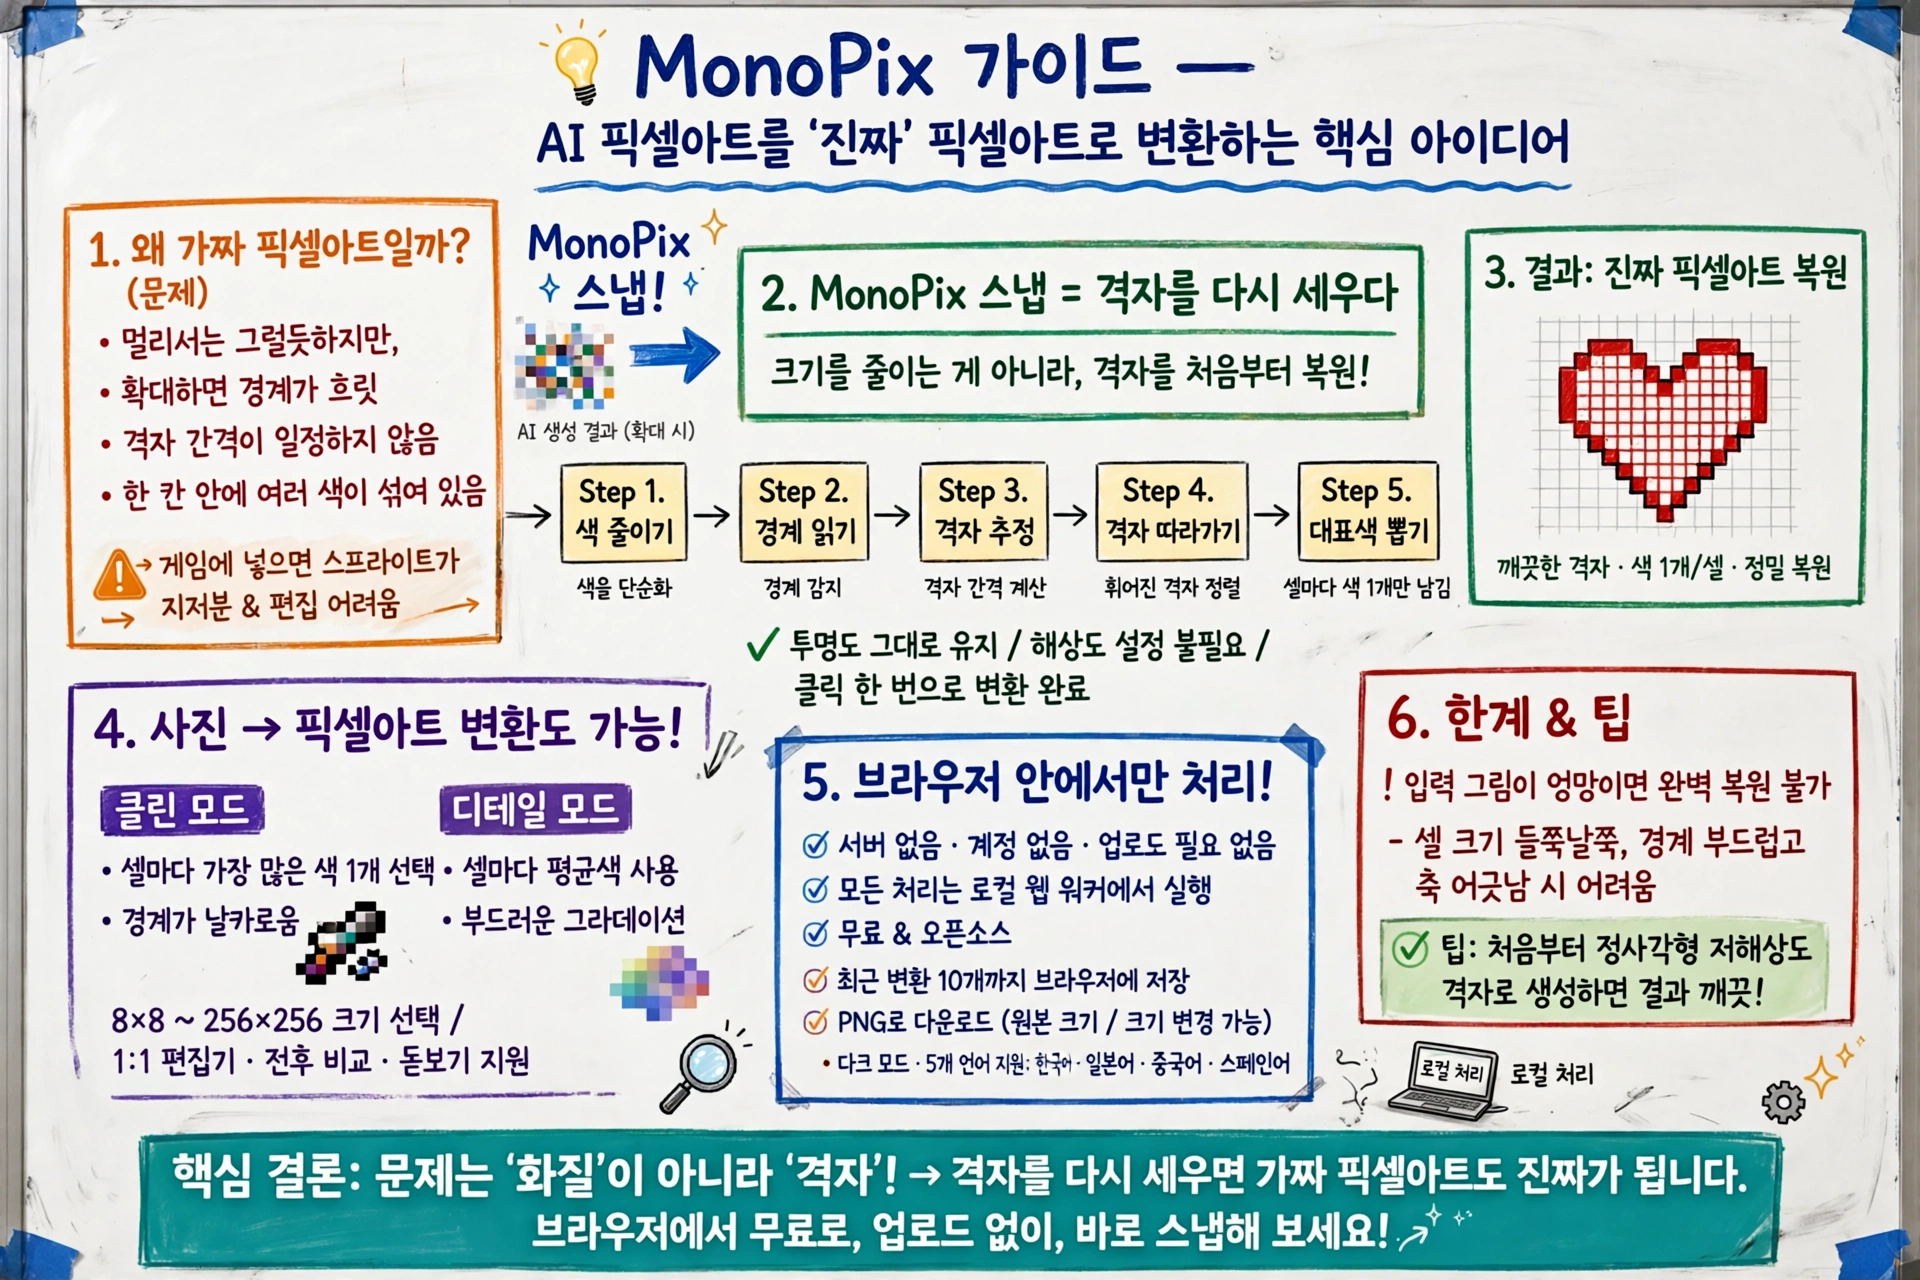 MonoPix 가이드 —
AI 픽셀아트를 ‘진짜’ 픽셀아트로 변환하는 핵심 아이디어
1. 왜 가짜 픽셀아트일까?
(문제)
• 멀리서는 그럴듯하지만,
• 확대하면 경계가 흐릿
• 격자 간격이 일정하지 않음
• 한 칸 안에 여러 색이 섞여 있음
! → 게임에 넣으면 스프라이트가
지저분 & 편집 어려움
MonoPix
스냅!
AI 생성 결과 (확대 시)
2. MonoPix 스냅 = 격자를 다시 세우다
크기를 줄이는 게 아니라, 격자를 처음부터 복원!
3. 결과: 진짜 픽셀아트 복원
깨끗한 격자 · 색 1개/셀 · 정밀 복원
Step 1.
색 줄이기
색을 단순화
Step 2.
경계 읽기
경계 감지
Step 3.
격자 추정
격자 간격 계산
Step 4.
격자 따라가기
휘어진 격자 정렬
Step 5.
대표색 뽑기
셀마다 색 1개만 남김
✓ 투명도 그대로 유지 / 해상도 설정 불필요 /
클릭 한 번으로 변환 완료
4. 사진 → 픽셀아트 변환도 가능!
클린 모드
• 셀마다 가장 많은 색 1개 선택
• 경계가 날카로움
디테일 모드
• 셀마다 평균색 사용
• 부드러운 그라데이션
8×8 ~ 256×256 크기 선택 /
1:1 편집기 · 전후 비교 · 돋보기 지원
5. 브라우저 안에서만 처리!
서버 없음 · 계정 없음 · 업로도 필요 없음
모든 처리는 로컬 웹 워커에서 실행
무료 & 오픈소스
최근 변환 10개까지 브라우저에 저장
PNG로 다운로드 (원본 크기 / 크기 변경 가능)
• 다크 모드 · 5개 언어 지원: 한국어 · 일본어 · 중국어 · 스페인어
6. 한계 & 팁
! 입력 그림이 엉망이면 완벽 복원 불가
- 셀 크기 들쭉날쭉, 경계 부드럽고
축 어긋남 시 어려움
팁: 처음부터 정사각형 저해상도
격자로 생성하면 결과 깨끗!
로컬 처리
로컬 처리
핵심 결론: 문제는 ‘화질’이 아니라 ‘격자’! → 격자를 다시 세우면 가짜 픽셀아트도 진짜가 됩니다.
브라우저에서 무료로, 업로드 없이, 바로 스냅해 보세요!